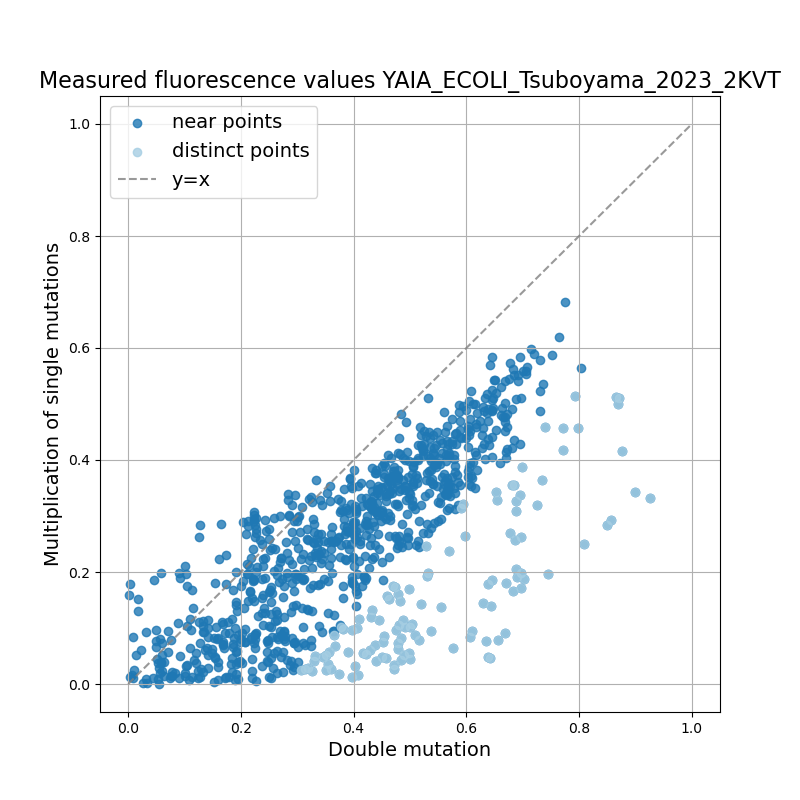 Measured fluorescence values YAIA_ECOLI_Tsuboyama_2023_2KVT
near points
distinct points
y=x
Multiplication of single mutations
1.0
0.8
0.6
0.4
0.2
0.0
0.0 0.2 0.4 0.6 0.8 1.0
Double mutation